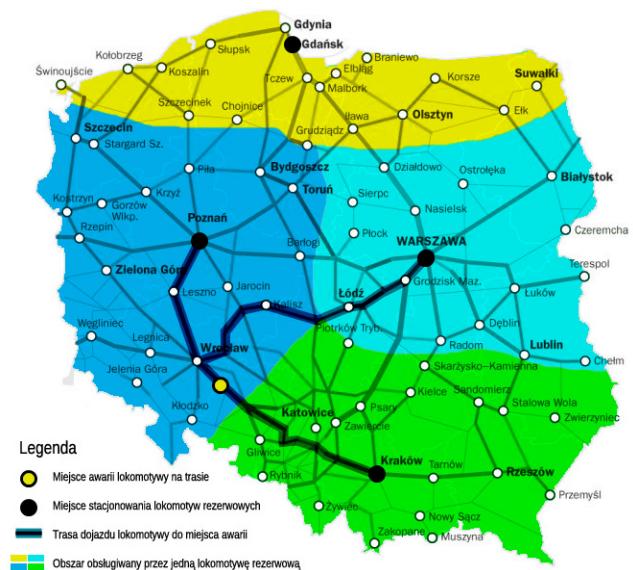 Gdynia
Gdańsk
Słupsk
Kołobrzeg
Koszalin
Świnoujście
Tczew
Elbląg
Braniewo
Malbork
Korsze
Suwałki
Szczecinek
Chojnice
Iława
Olsztyn
Ełk
Grudziądz
Szczecin
Stargard Sz.
Piła
Bydgoszcz
Toruń
Działdowo
Ostrołęka
Białystok
Kostrzyn
Gorzów
Wlkp.
Krzyż
Sierpc
Nasielsk
Rzepin
Poznań
Płock
Czeremcha
Barłogi
WARSZAWA
Zielona Góra
Terespol
Leszno
Jarocin
Kalisz
Łódź
Grodzisk Maz.
Łuków
Węgliniec
Legnica
Wrocław
Piotrków Tryb.
Radom
Dęblin
Lublin
Jelenia Góra
Skarżysko–Kamienna
Chełm
Kłodzko
Kielce
Sandomierz
Stalowa Wola
Katowice
Psary
Zawiercie
Zwierzyniec
Gliwice
Rybnik
Kraków
Tarnów
Rzeszów
Przemyśl
Żywiec
Nowy Sącz
Zakopane
Muszyna
Legenda
Miejsce awarii lokomotywy na trasie
Miejsce stacjonowania lokomotyw rezerwowych
Trasa dojazdu lokomotywy do miejsca awarii
Obszar obsługiwany przez jedną lokomotywę rezerwową